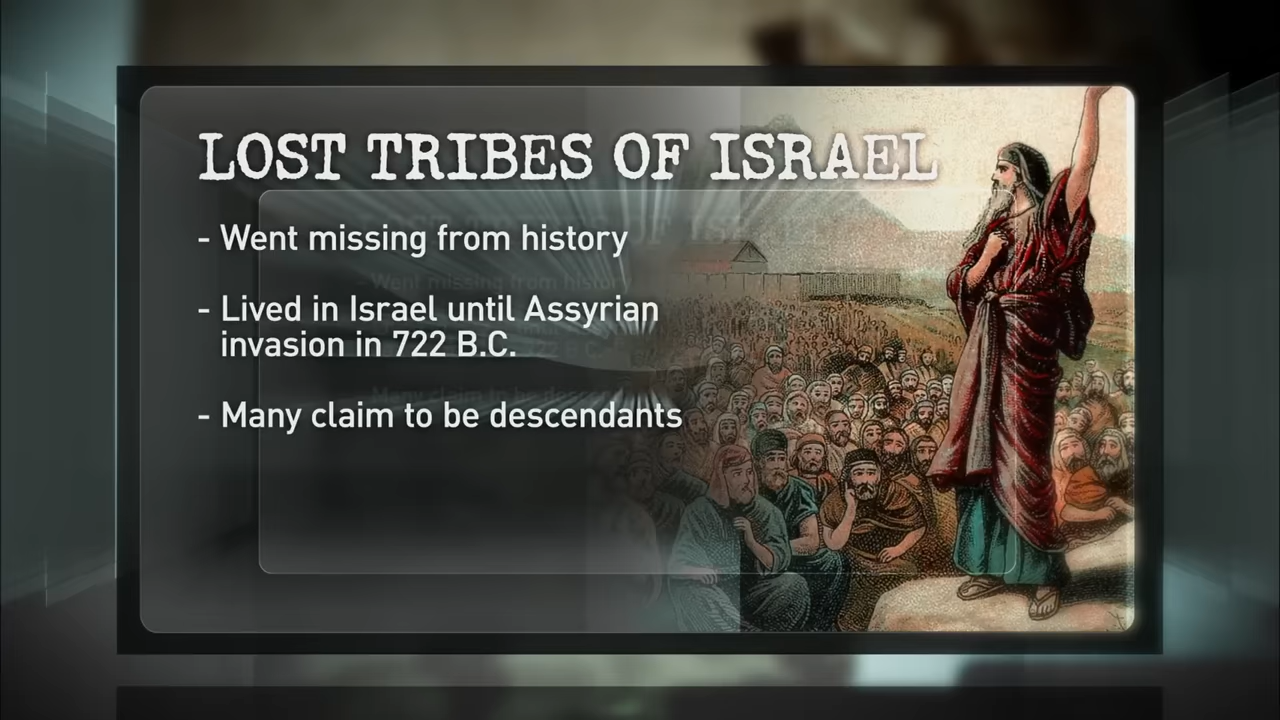 LOST TRIBES OF ISRAEL
- Went missing from history
- Lived in Israel until Assyrian
invasion in 722 B.C.
- Many claim to be descendants